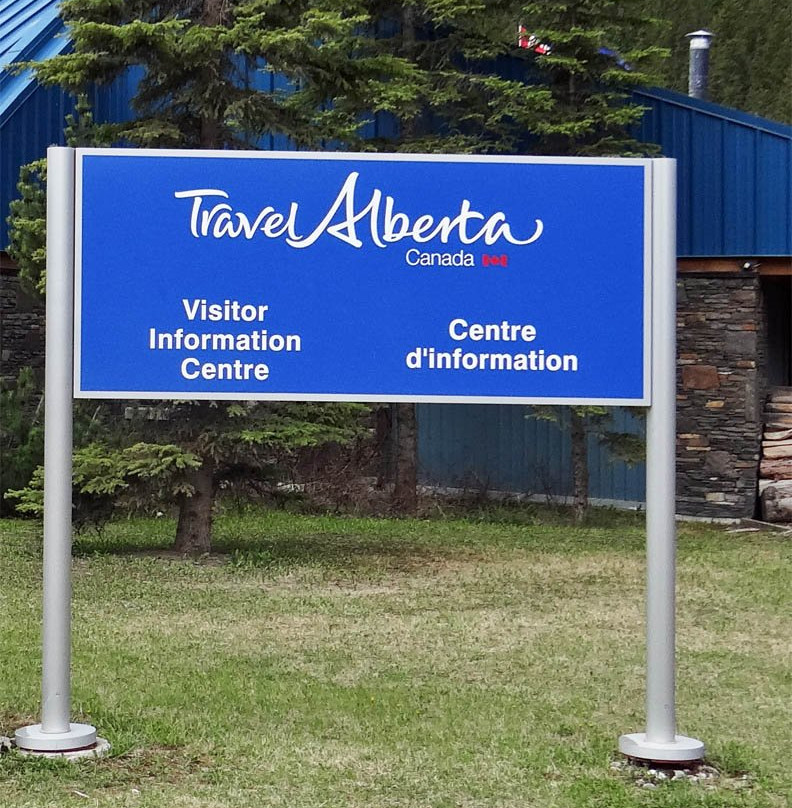 Travel Alberta
Canada
Visitor
Information
Centre
Centre
d'information